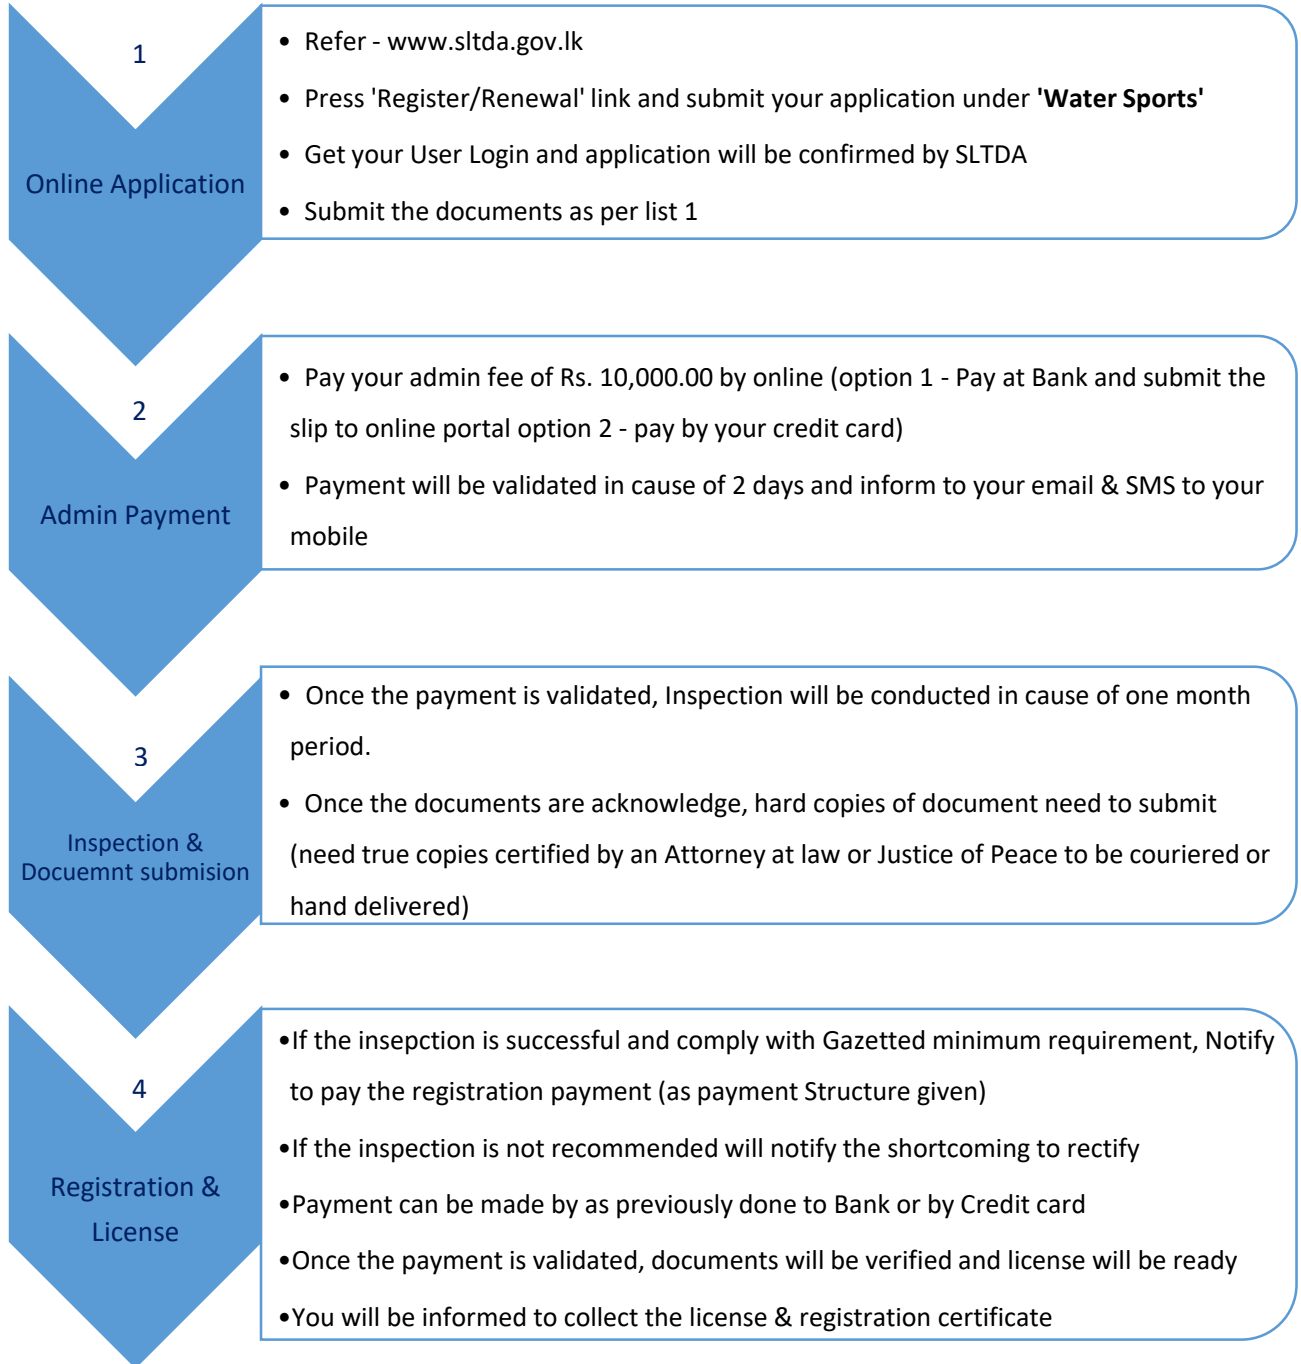 1
Online Application
• Refer - www.sltda.gov.lk
• Press 'Register/Renewal' link and submit your application under 'Water Sports'
• Get your User Login and application will be confirmed by SLTDA
• Submit the documents as per list 1
2
Admin Payment
• Pay your admin fee of Rs. 10,000.00 by online (option 1 - Pay at Bank and submit the
slip to online portal option 2 - pay by your credit card)
• Payment will be validated in cause of 2 days and inform to your email & SMS to your
mobile
3
Inspection &
Docuemnt submision
• Once the payment is validated, Inspection will be conducted in cause of one month
period.
• Once the documents are acknowledge, hard copies of document need to submit
(need true copies certified by an Attorney at law or Justice of Peace to be couriered or
hand delivered)
4
Registration &
License
•If the insepction is successful and comply with Gazetted minimum requirement, Notify
to pay the registration payment (as payment Structure given)
•If the inspection is not recommended will notify the shortcoming to rectify
•Payment can be made by as previously done to Bank or by Credit card
•Once the payment is validated, documents will be verified and license will be ready
•You will be informed to collect the license & registration certificate